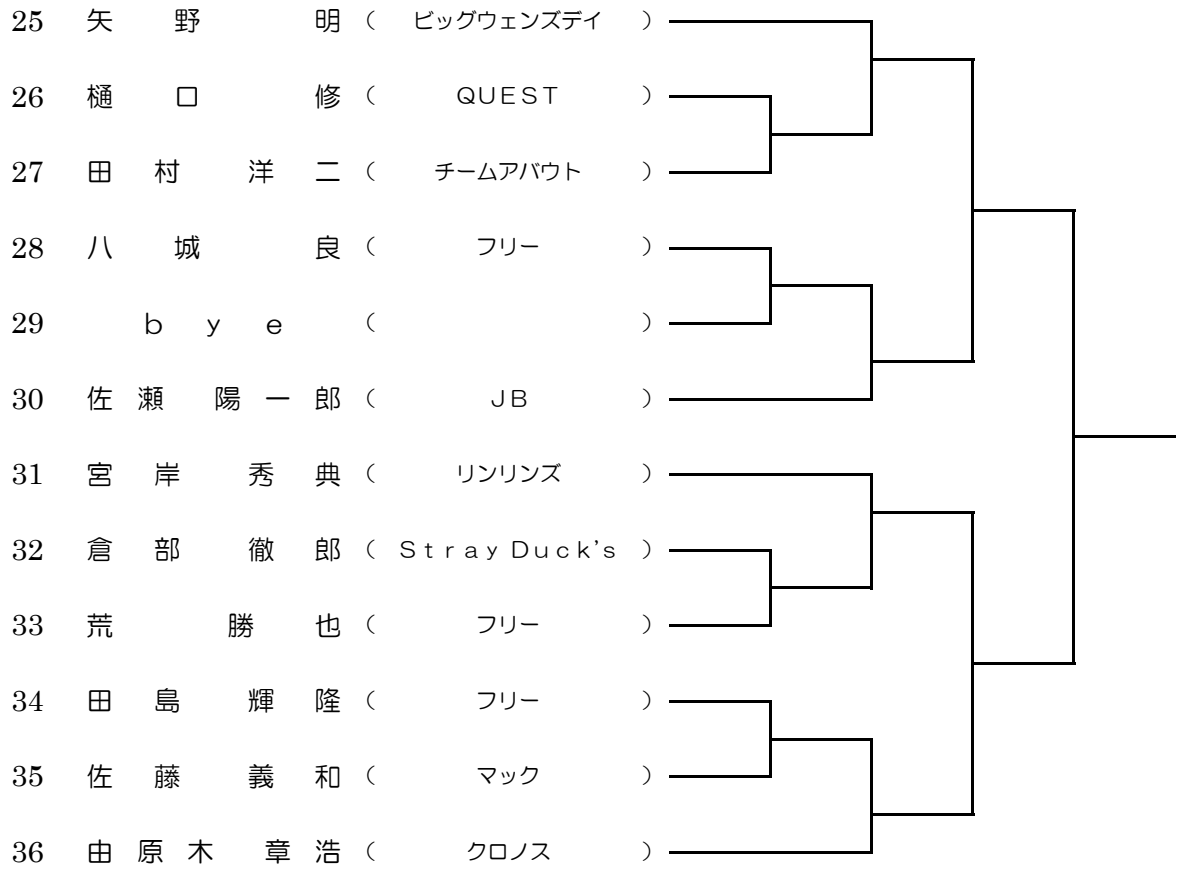 25 矢野 明 （ ビッグウェンズデイ ）
26 樋口 修 （ QUEST ）
27 田村 洋二 （ チームアバウト ）
28 八城 良 （ フリー ）
29 bye （ ）
30 佐瀬 陽一郎 （ JB ）
31 宮岸 秀典 （ リンリンズ ）
32 倉部 徹郎 （ Stray Duck's ）
33 荒 勝也 （ フリー ）
34 田島 輝隆 （ フリー ）
35 佐藤 義和 （ マック ）
36 由原木 章浩 （ クロノス ）